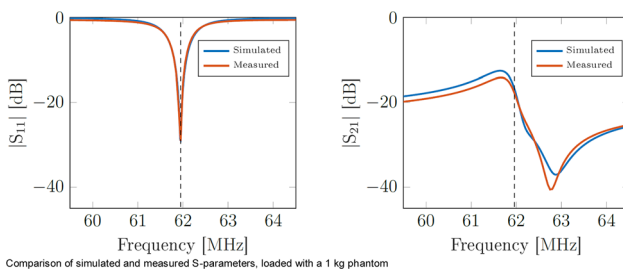 0
−20
−40
|S11| [dB]
Simulated
Measured
60 61 62 63 64
Frequency [MHz]
0
−20
−40
|S21| [dB]
Simulated
Measured
60 61 62 63 64
Frequency [MHz]
Comparison of simulated and measured S-parameters, loaded with a 1 kg phantom